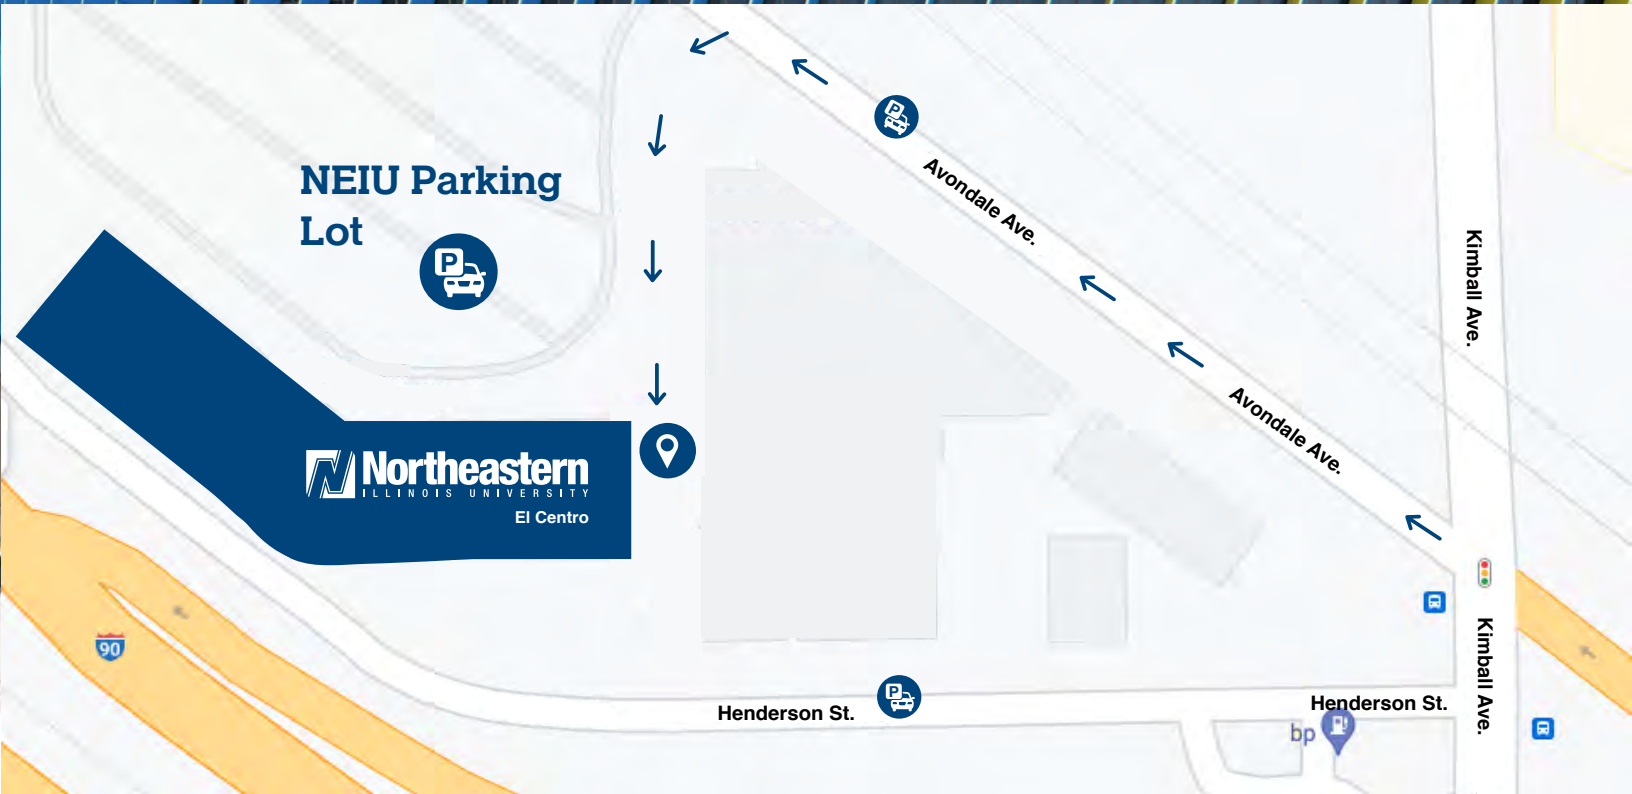 P
Avondale Ave.
NEIU Parking
Lot
P
Kimball Ave.
Avondale Ave.
Northeastern
ILLINOIS UNIVERSITY
El Centro
90
Kimball Ave.
P
Henderson St.
Henderson St.
bp